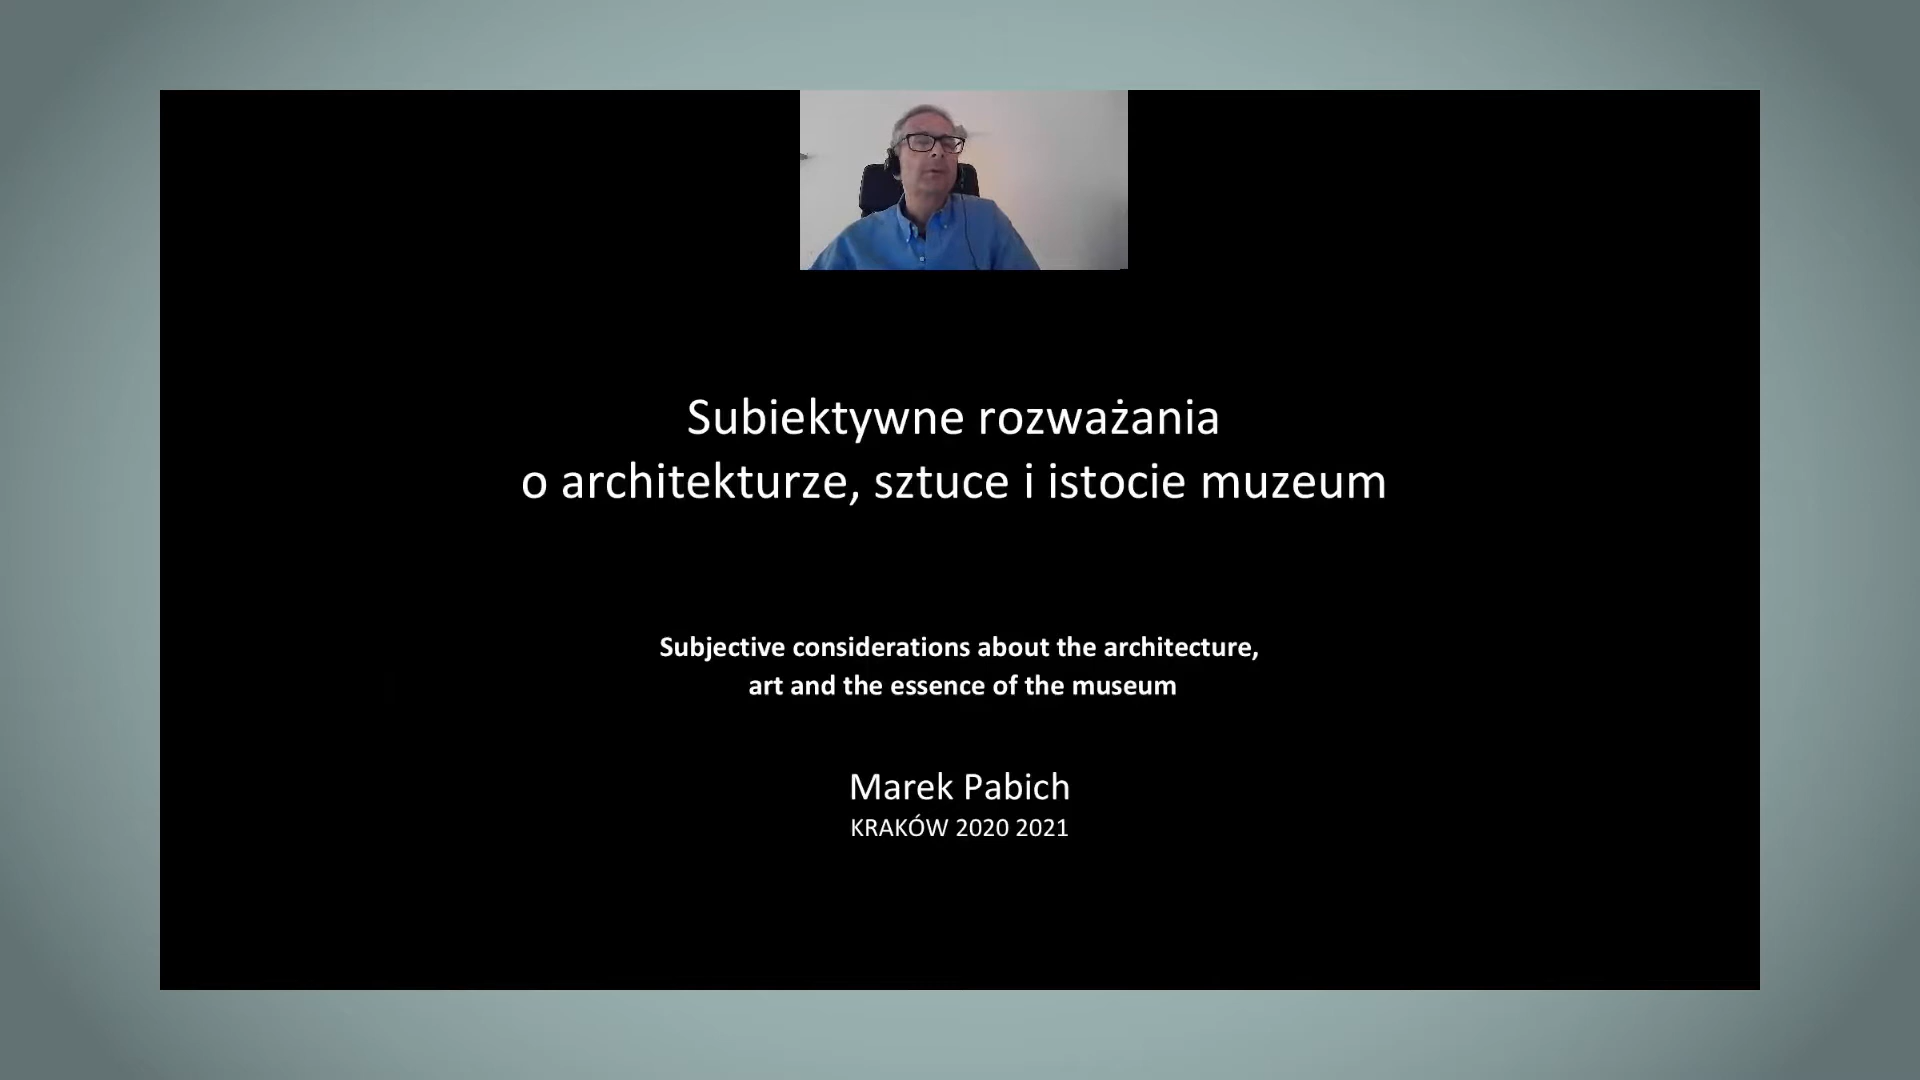 Subiektywne rozważania
o architekturze, sztuce i istocie muzeum
Subjective considerations about the architecture,
art and the essence of the museum
Marek Pabich
KRAKÓW 2020 2021